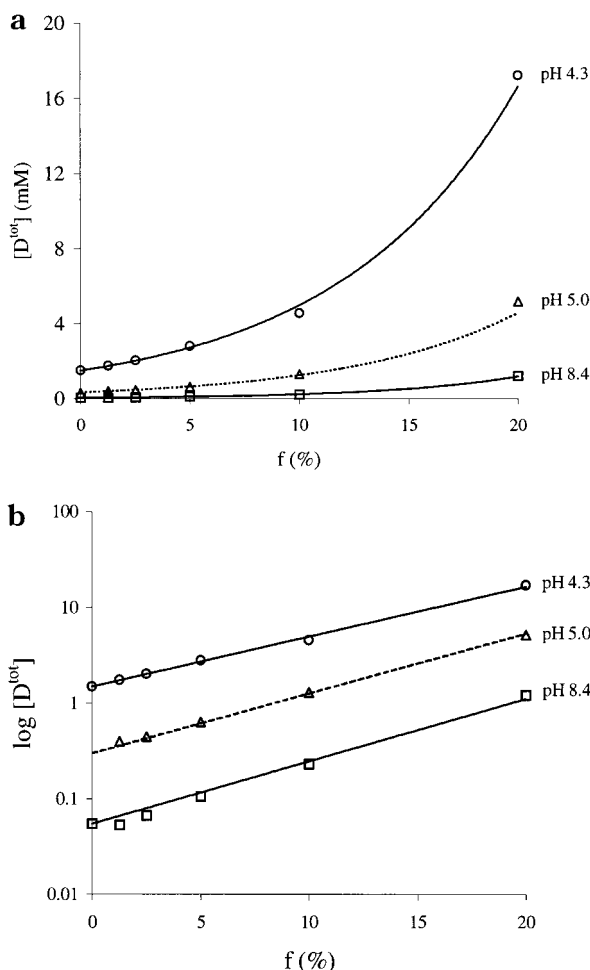 a
[D^tot] (mM)
20
16
12
8
4
0
0 5 10 15 20
f (%)
pH 4.3
pH 5.0
pH 8.4
b
log [D^tot]
100
10
1
0.1
0.01
0 5 10 15 20
f (%)
pH 4.3
pH 5.0
pH 8.4